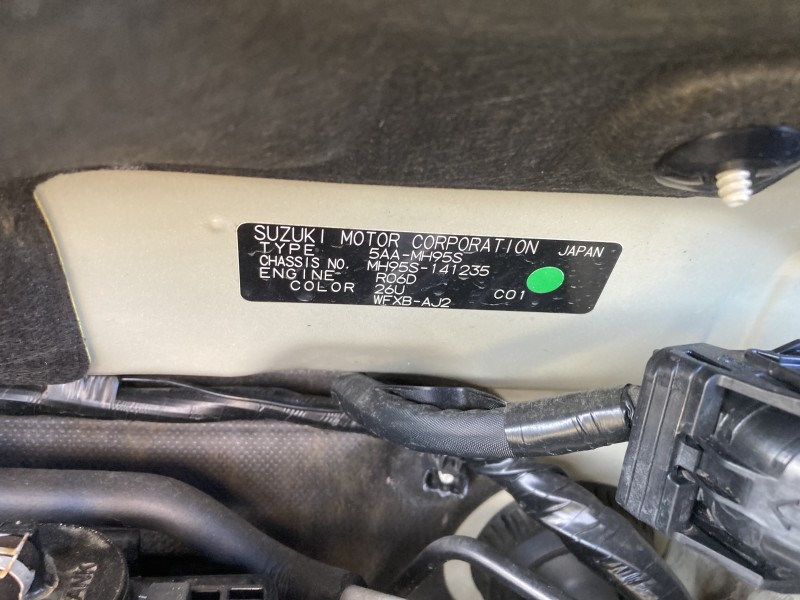 SUZUKI MOTOR CORPORATION JAPAN
TYPE 5AA-MH95S
CHASSIS NO. MH95S-141235
ENGINE R06D
COLOR 26U
WFXB-AJ2 C01